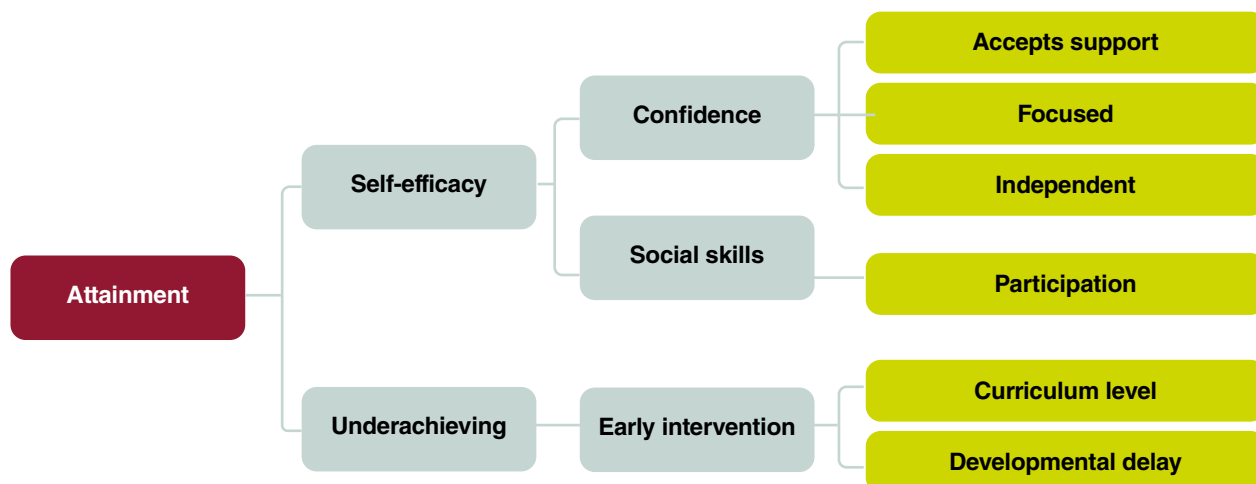 Accepts support
Confidence
Focused
Self-efficacy
Independent
Social skills
Attainment
Participation
Curriculum level
Underachieving
Early intervention
Developmental delay